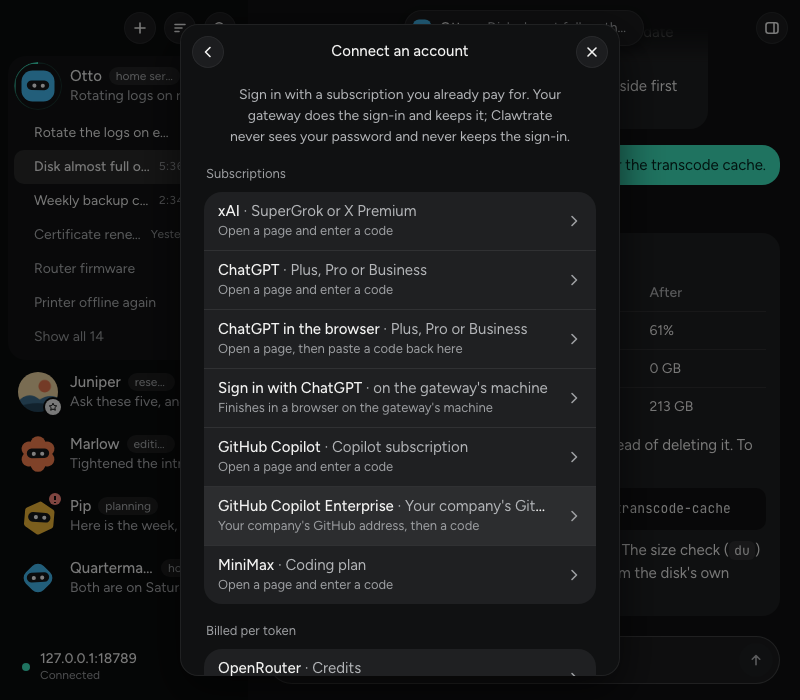 Connect an account
Sign in with a subscription you already pay for. Your
gateway does the sign-in and keeps it; Clawtrate
never sees your password and never keeps the sign-in.
Subscriptions
xAI · SuperGrok or X Premium
Open a page and enter a code
ChatGPT · Plus, Pro or Business
Open a page and enter a code
ChatGPT in the browser · Plus, Pro or Business
Open a page, then paste a code back here
Sign in with ChatGPT · on the gateway's machine
Finishes in a browser on the gateway's machine
GitHub Copilot · Copilot subscription
Open a page and enter a code
GitHub Copilot Enterprise · Your company's Git...
Your company's GitHub address, then a code
MiniMax · Coding plan
Open a page and enter a code
Billed per token
OpenRouter · Credits
Otto home ser...
Rotating logs on
Rotate the logs on e...
Disk almost full o... 5:36
Weekly backup c... 2:34
Certificate rene... Yeste
Router firmware
Printer offline again
Show all 14
Juniper rese...
Ask these five, an
Marlow editi...
Tightened the int
Pip planning
Here is the week,
Quarterma... ho
Both are on Satur
127.0.0.1:18789
Connected
date
side first
the transcode cache.
After
61%
0 GB
213 GB
ead of deleting it. To
transcode-cache
The size check ( du )
m the disk's own